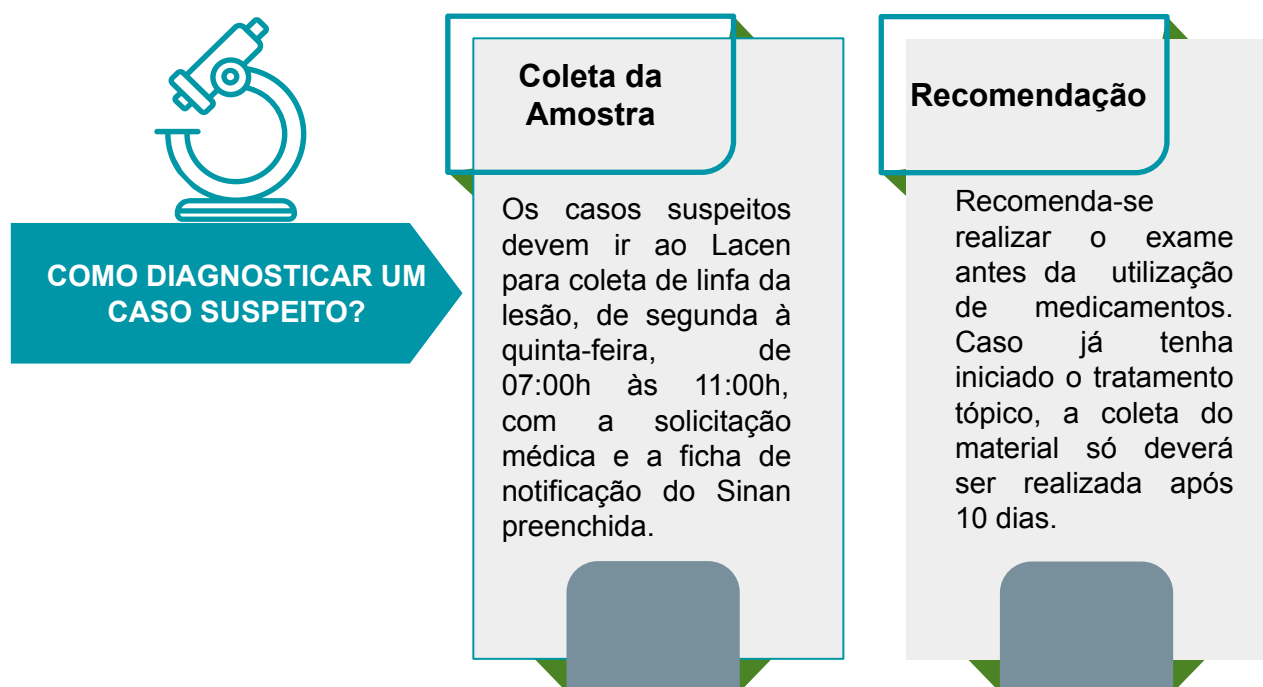 COMO DIAGNOSTICAR UM
CASO SUSPEITO?
Coleta da
Amostra
Os casos suspeitos
devem ir ao Lacen
para coleta de linfa da
lesão, de segunda à
quinta-feira, de
07:00h às 11:00h,
com a solicitação
médica e a ficha de
notificação do Sinan
preenchida.
Recomendação
Recomenda-se
realizar o exame
antes da utilização
de medicamentos.
Caso já tenha
iniciado o tratamento
tópico, a coleta do
material só deverá
ser realizada após
10 dias.